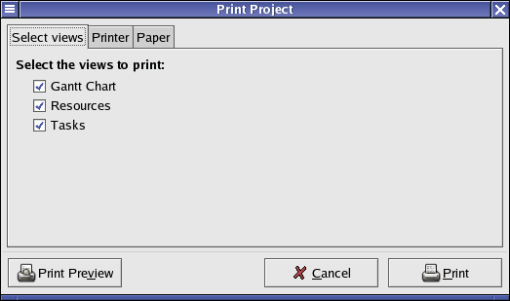 Print Project
Select views Printer Paper
Select the views to print:
Gantt Chart
Resources
Tasks
Print Preview Cancel Print